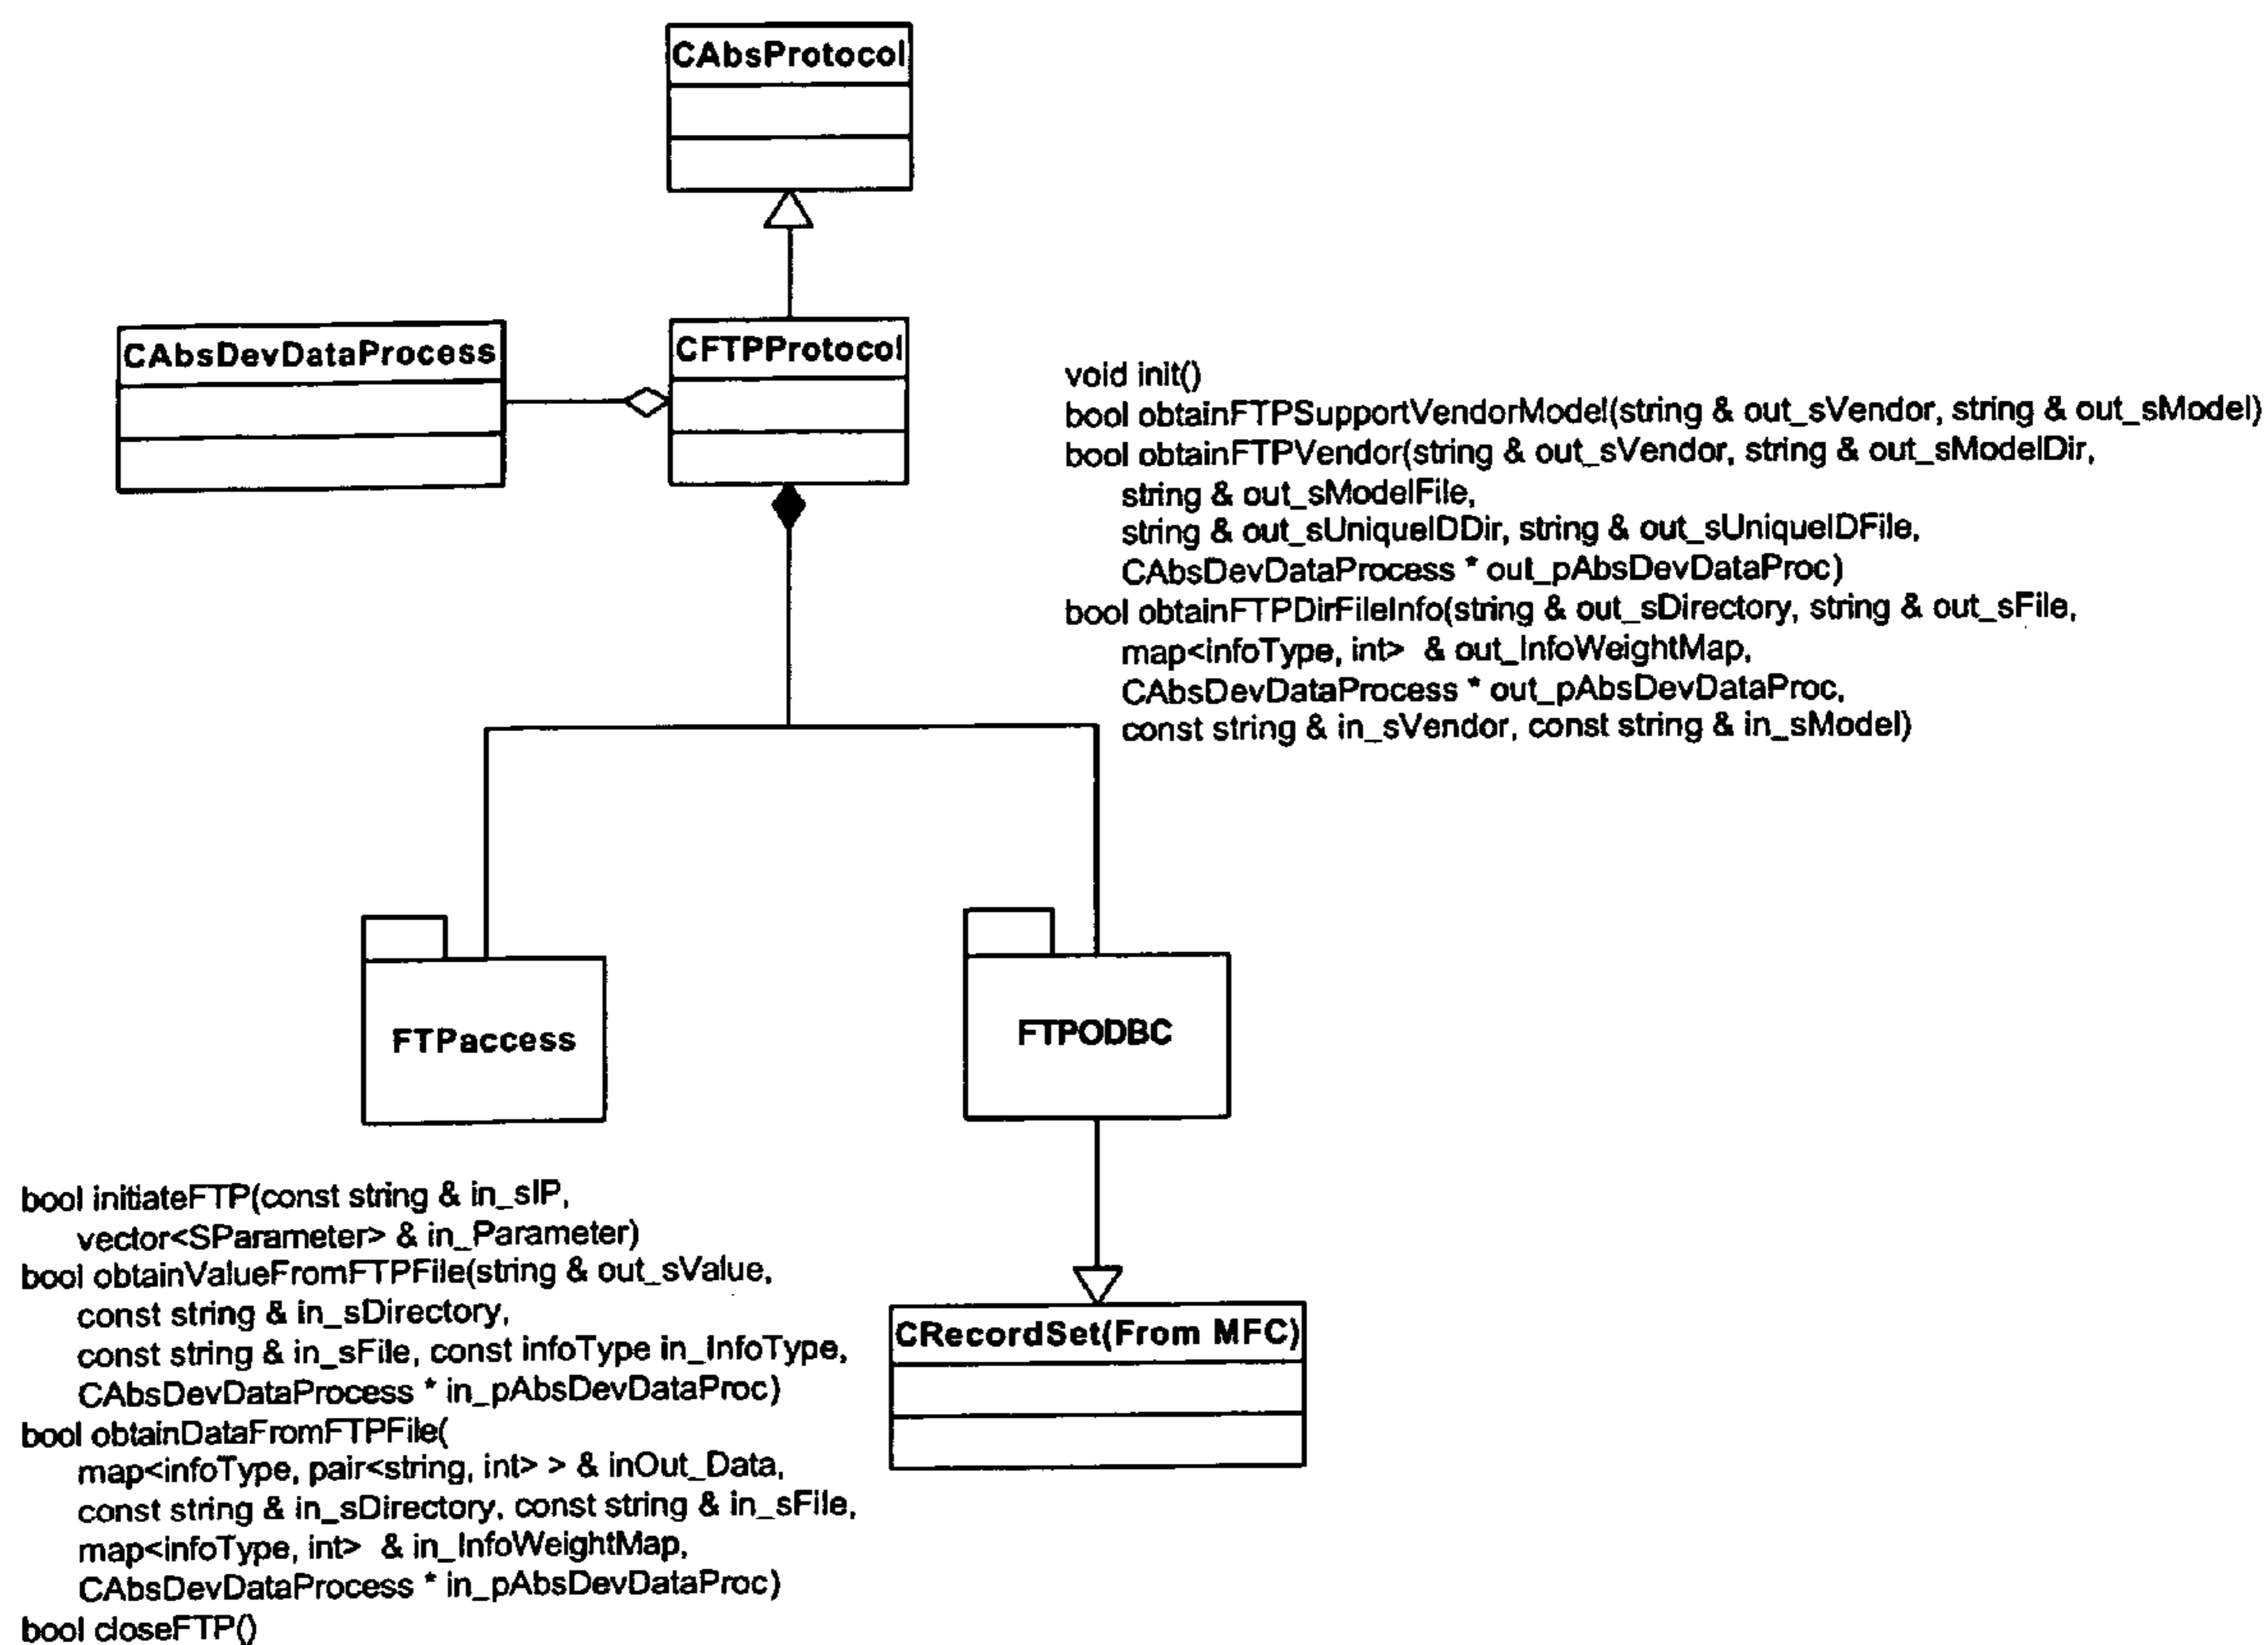 CAbsProtocol
CAbsDevDataProcess
CFTPProtocol
void init()
bool obtainFTPSupportVendorModel(string & out_sVendor, string & out_sModel)
bool obtainFTPVendor(string & out_sVendor, string & out_sModelDir,
string & out_sModelFile,
string & out_sUniqueIDDir, string & out_sUniqueIDFile,
CAbsDevDataProcess * out_pAbsDevDataProc)
bool obtainFTPDirFileInfo(string & out_sDirectory, string & out_sFile,
map<infoType, int> & out_InfoWeightMap,
CAbsDevDataProcess * out_pAbsDevDataProc,
const string & in_sVendor, const string & in_sModel)
FTPaccess
FTPODBC
bool initiateFTP(const string & in_sIP,
vector<SParameter> & in_Parameter)
bool obtainValueFromFTPFile(string & out_sValue,
const string & in_sDirectory,
const string & in_sFile, const infoType in_InfoType,
CAbsDevDataProcess * in_pAbsDevDataProc)
bool obtainDataFromFTPFile(
map<infoType, pair<string, int> > & inOut_Data,
const string & in_sDirectory, const string & in_sFile,
map<infoType, int> & in_InfoWeightMap,
CAbsDevDataProcess * in_pAbsDevDataProc)
bool closeFTP()
CRecordSet(From MFC)